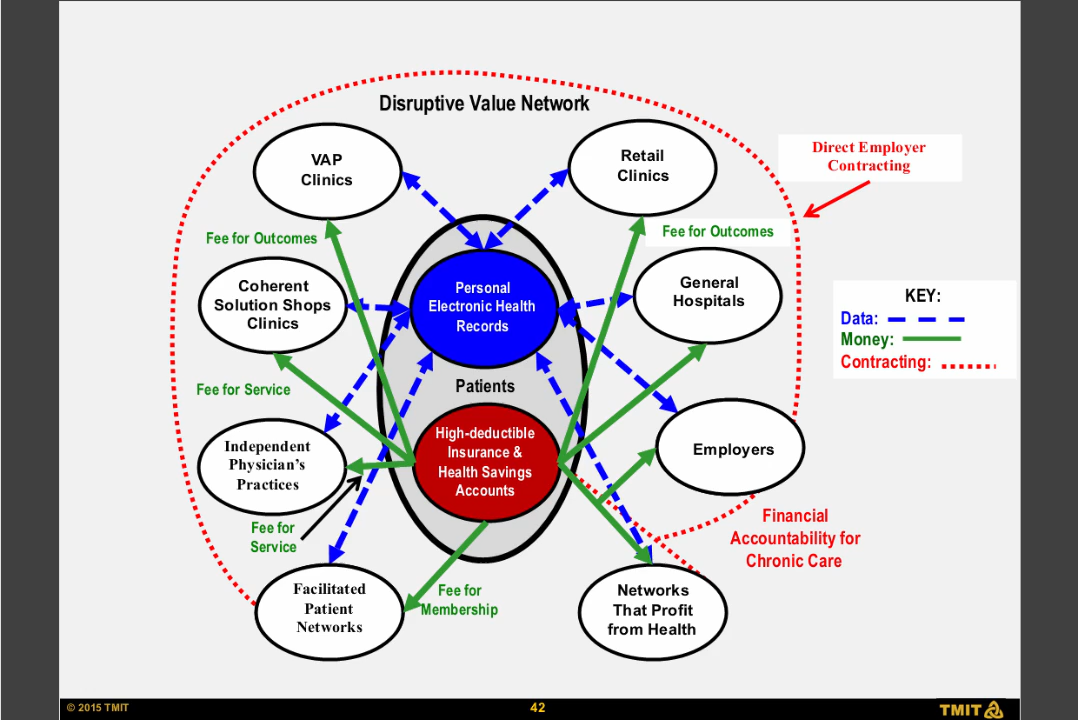 Disruptive Value Network
VAP
Clinics
Retail
Clinics
Direct Employer
Contracting
Fee for Outcomes
Fee for Outcomes
Coherent
Solution Shops
Clinics
Personal
Electronic Health
Records
General
Hospitals
KEY:
Data:
Money:
Contracting:
Fee for Service
Patients
Independent
Physician's
Practices
High-deductible
Insurance &
Health Savings
Accounts
Employers
Fee for
Service
Financial
Accountability for
Chronic Care
Facilitated
Patient
Networks
Fee for
Membership
Networks
That Profit
from Health
© 2015 TMIT
42
TMIT